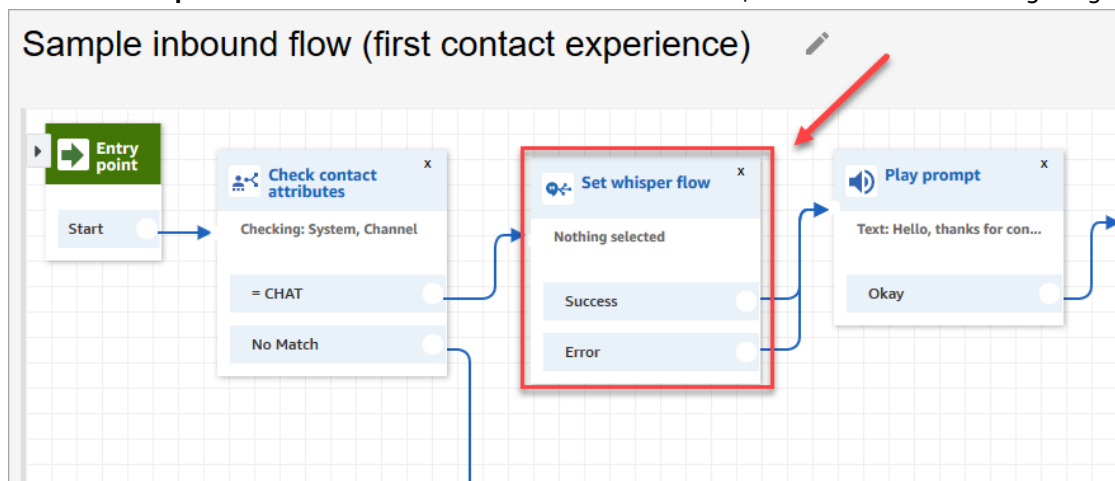 Sample inbound flow (first contact experience)
Entry
point
Start
Check contact
attributes
x
Checking: System, Channel
= CHAT
No Match
Set whisper flow
x
Nothing selected
Success
Error
Play prompt
x
Text: Hello, thanks for con...
Okay